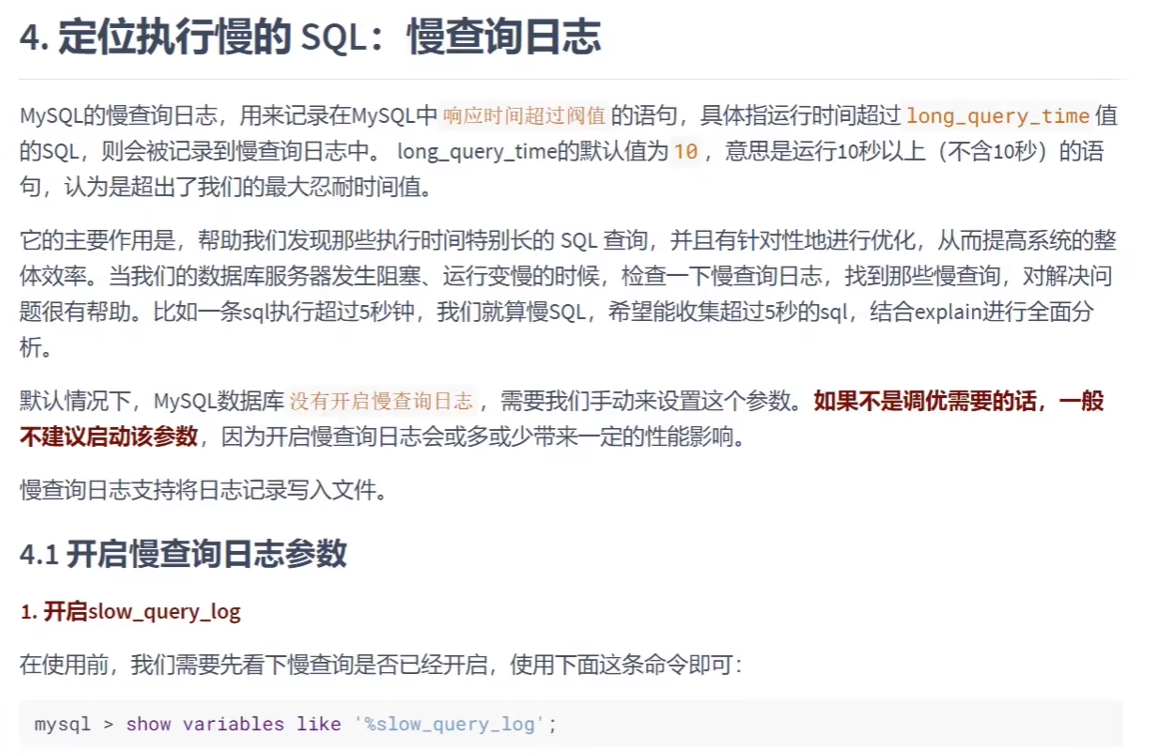 4. 定位执行慢的 SQL：慢查询日志
MySQL的慢查询日志，用来记录在MySQL中 响应时间超过阀值 的语句，具体指运行时间超过 long_query_time 值
的SQL，则会被记录到慢查询日志中。 long_query_time的默认值为 10 ，意思是运行10秒以上（不含10秒）的语
句，认为是超出了我们的最大忍耐时间值。
它的主要作用是，帮助我们发现那些执行时间特别长的 SQL 查询，并且有针对性地进行优化，从而提高系统的整
体效率。当我们的数据库服务器发生阻塞、运行变慢的时候，检查一下慢查询日志，找到那些慢查询，对解决问
题很有帮助。比如一条sql执行超过5秒钟，我们就算慢SQL，希望能收集超过5秒的sql，结合explain进行全面分
析。
默认情况下，MySQL数据库 没有开启慢查询日志 ，需要我们手动来设置这个参数。如果不是调优需要的话，一般
不建议启动该参数，因为开启慢查询日志会或多或少带来一定的性能影响。
慢查询日志支持将日志记录写入文件。
4.1 开启慢查询日志参数
1. 开启slow_query_log
在使用前，我们需要先看下慢查询是否已经开启，使用下面这条命令即可：
mysql > show variables like '%slow_query_log';